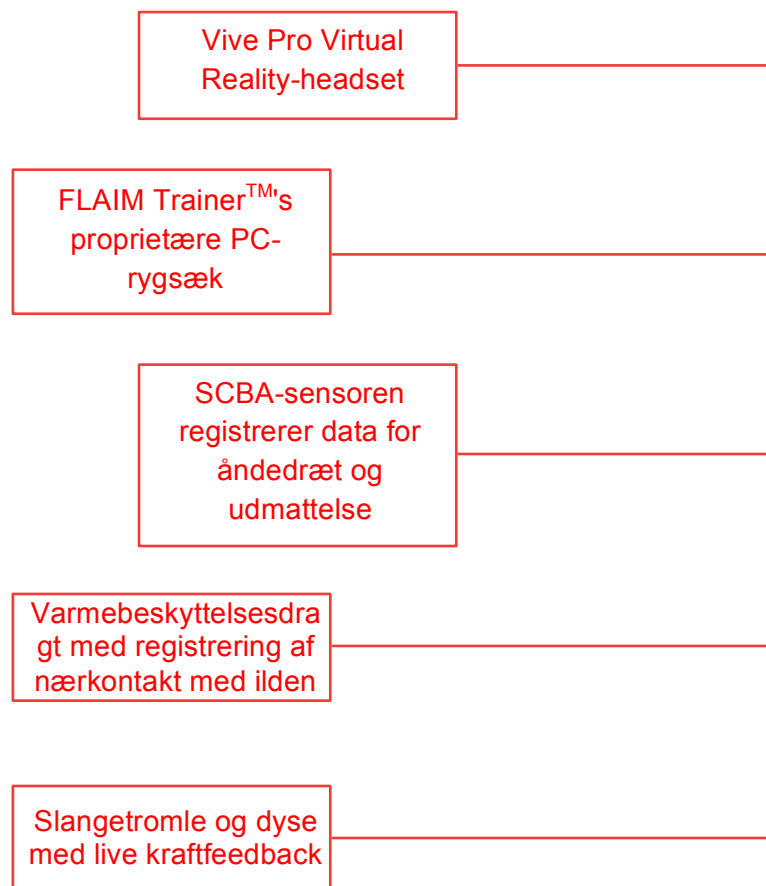 Vive Pro Virtual
Reality-headset
FLAIM Trainer™'s
proprietære PC-
rygsæk
SCBA-sensoren
registrerer data for
åndedræt og
udmattelse
Varmebeskyttelsesdra
gt med registrering af
nærkontakt med ilden
Slangetromle og dyse
med live kraftfeedback